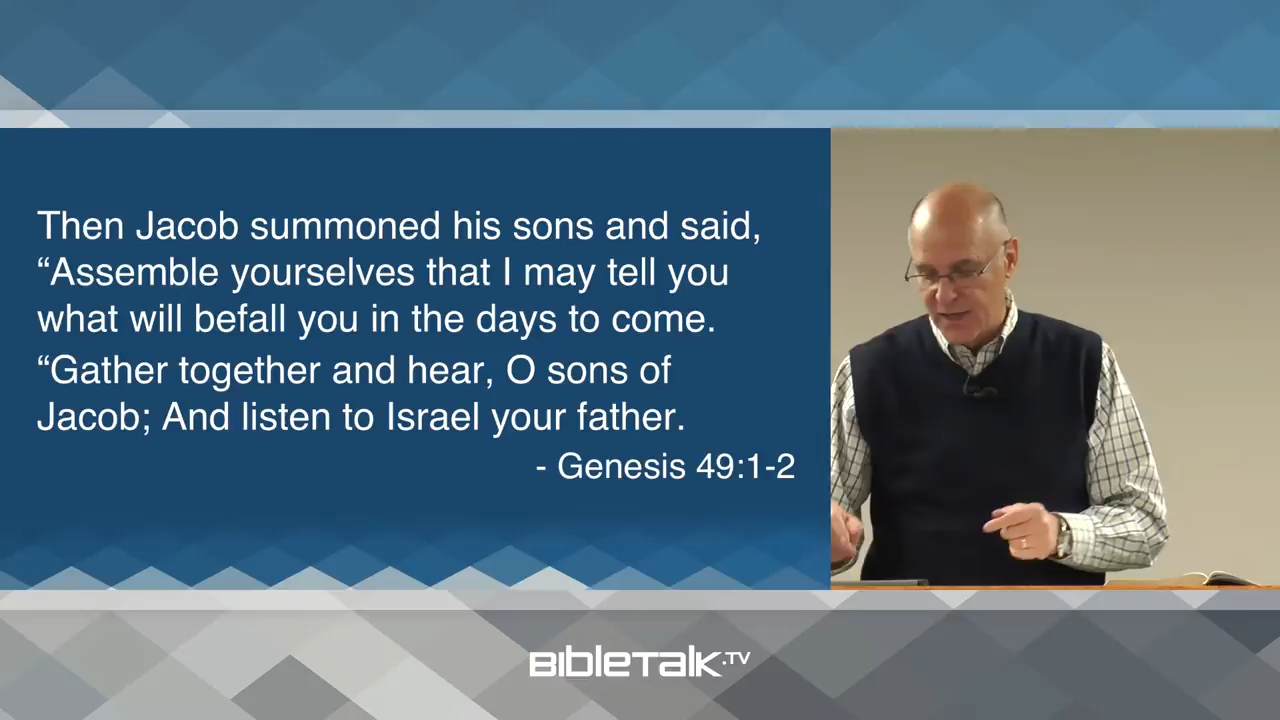 Then Jacob summoned his sons and said,
“Assemble yourselves that I may tell you
what will befall you in the days to come.
“Gather together and hear, O sons of
Jacob; And listen to Israel your father.
- Genesis 49:1-2
BibleTalk.TV